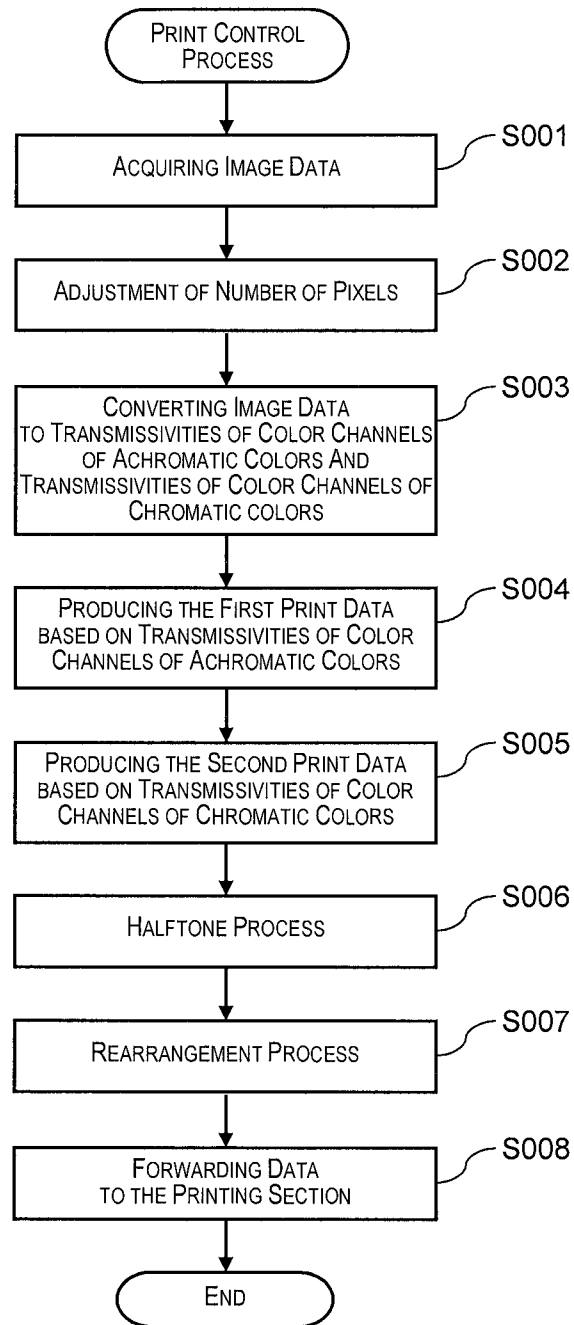 PRINT CONTROL
PROCESS
S001
ACQUIRING IMAGE DATA
S002
ADJUSTMENT OF NUMBER OF PIXELS
S003
CONVERTING IMAGE DATA
TO TRANSMISSIVITIES OF COLOR CHANNELS
OF ACHROMATIC COLORS AND
TRANSMISSIVITIES OF COLOR CHANNELS OF
CHROMATIC COLORS
S004
PRODUCING THE FIRST PRINT DATA
BASED ON TRANSMISSIVITIES OF COLOR
CHANNELS OF ACHROMATIC COLORS
S005
PRODUCING THE SECOND PRINT DATA
BASED ON TRANSMISSIVITIES OF COLOR
CHANNELS OF CHROMATIC COLORS
S006
HALFTONE PROCESS
S007
REARRANGEMENT PROCESS
S008
FORWARDING DATA
TO THE PRINTING SECTION
END